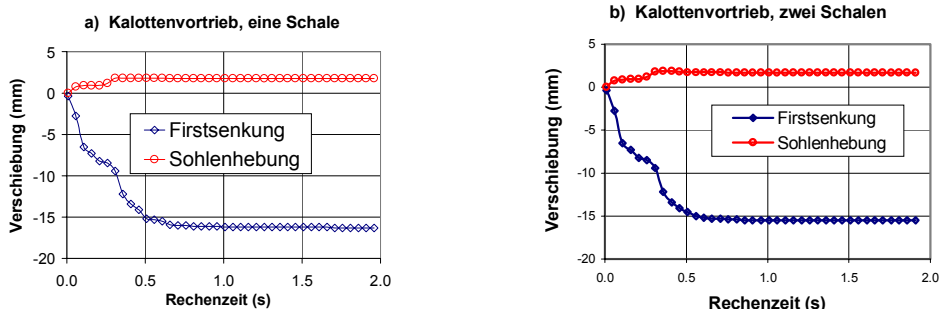 a) Kalottenvortrieb, eine Schale
5
0
-5
-10
-15
-20
Verschiebung (mm)
Firstsenkung
Sohlenhebung
0.0 0.5 1.0 1.5 2.0
Rechenzeit (s)
b) Kalottenvortrieb, zwei Schalen
5
0
-5
-10
-15
-20
Verschiebung (mm)
Firstsenkung
Sohlenhebung
0.0 0.5 1.0 1.5 2.0
Rechenzeit (s)